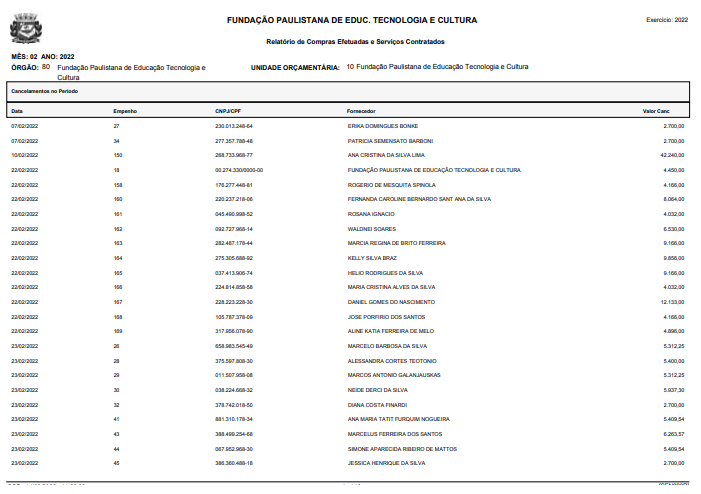 FUNDAÇÃO PAULISTANA DE EDUC. TECNOLOGIA E CULTURA Exercício: 2022
Relatório de Compras Efetuadas e Serviços Contratados
MÊS: 02 ANO: 2022
ÓRGÃO: 80 Fundação Paulistana de Educação Tecnologia e Cultura UNIDADE ORÇAMENTÁRIA: 10 Fundação Paulistana de Educação Tecnologia e Cultura
Cancelamentos no Período
Data Empenho CNPJ/CPF Fornecedor Valor Canc
07/02/2022 27 230.013.248-64 ERIKA DOMINGUES BONKE 2.700,00
07/02/2022 34 277.357.788-48 PATRICIA SEMENSATO BARBONI 2.700,00
10/02/2022 150 268.733.968-77 ANA CRISTINA DA SILVA LIMA 42.240,00
22/02/2022 18 00.274.330/0000-00 FUNDAÇÃO PAULISTANA DE EDUCAÇÃO TECNOLOGIA E CULTURA 4.450,00
22/02/2022 158 176.277.448-81 ROGERIO DE MESQUITA SPINOLA 4.166,00
22/02/2022 160 220.237.218-06 FERNANDA CAROLINE BERNARDO SANT ANA DA SILVA 8.064,00
22/02/2022 161 045.490.998-52 ROSANA IGNACIO 4.032,00
22/02/2022 162 092.727.968-14 WALDNEI SOARES 6.530,00
22/02/2022 163 282.487.178-44 MARCIA REGINA DE BRITO FERREIRA 9.166,00
22/02/2022 164 275.305.688-92 KELLY SILVA BRAZ 9.856,00
22/02/2022 165 037.413.906-74 HELIO RODRIGUES DA SILVA 9.166,00
22/02/2022 166 224.814.858-58 MARIA CRISTINA ALVES DA SILVA 4.032,00
22/02/2022 167 228.223.228-30 DANIEL GOMES DO NASCIMENTO 12.133,00
22/02/2022 168 105.787.378-09 JOSE PORFIRIO DOS SANTOS 4.166,00
22/02/2022 169 317.956.078-90 ALINE KATIA FERREIRA DE MELO 4.896,00
23/02/2022 26 658.983.545-49 MARCELO BARBOSA DA SILVA 5.312,25
23/02/2022 28 375.597.808-30 ALESSANDRA CORTES TEOTONIO 5.400,00
23/02/2022 29 011.507.958-08 MARCOS ANTONIO GALANJAUSKAS 5.312,25
23/02/2022 30 038.224.668-32 NEIDE DERCI DA SILVA 5.937,30
23/02/2022 32 378.742.018-50 DIANA COSTA FINARDI 2.700,00
23/02/2022 41 881.310.178-34 ANA MARIA TATIT FURQUIM NOGUEIRA 5.409,54
23/02/2022 43 388.499.254-68 MARCELUS FERREIRA DOS SANTOS 6.263,57
23/02/2022 44 067.952.968-30 SIMONE APARECIDA RIBEIRO DE MATTOS 5.409,54
23/02/2022 45 386.360.488-18 JESSICA HENRIQUE DA SILVA 2.700,00